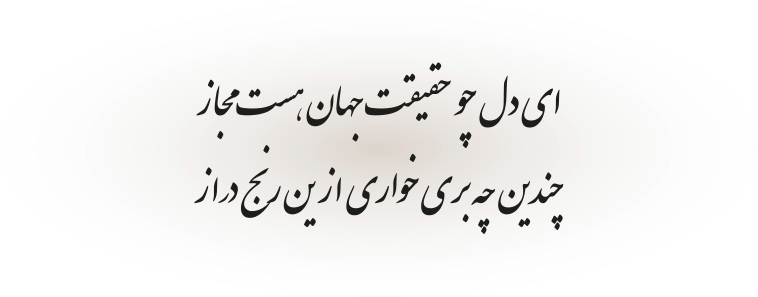 ای دل چو حقیقت جهان هست مجاز
چندین چه بری خواری ازین رنج دراز